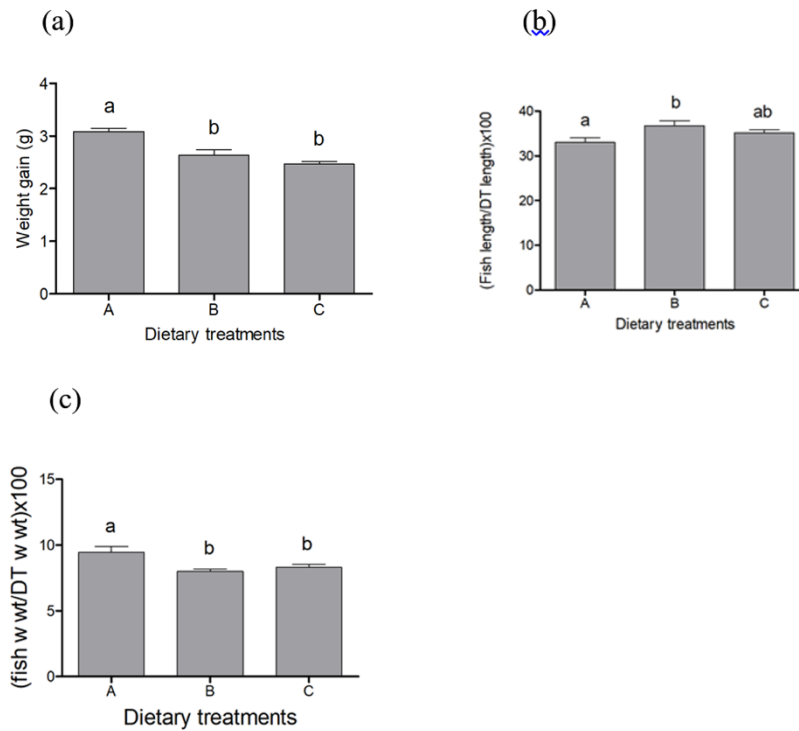 (a)
4
3
2
1
0
Weight gain (g)
a
b
b
A B C
Dietary treatments
(b)
40
30
20
10
0
(Fish length/DT length)x100
a
b
ab
A B C
Dietary treatments
(c)
15
10
5
0
(fish w wt/DT w wt)x100
a
b
b
A B C
Dietary treatments